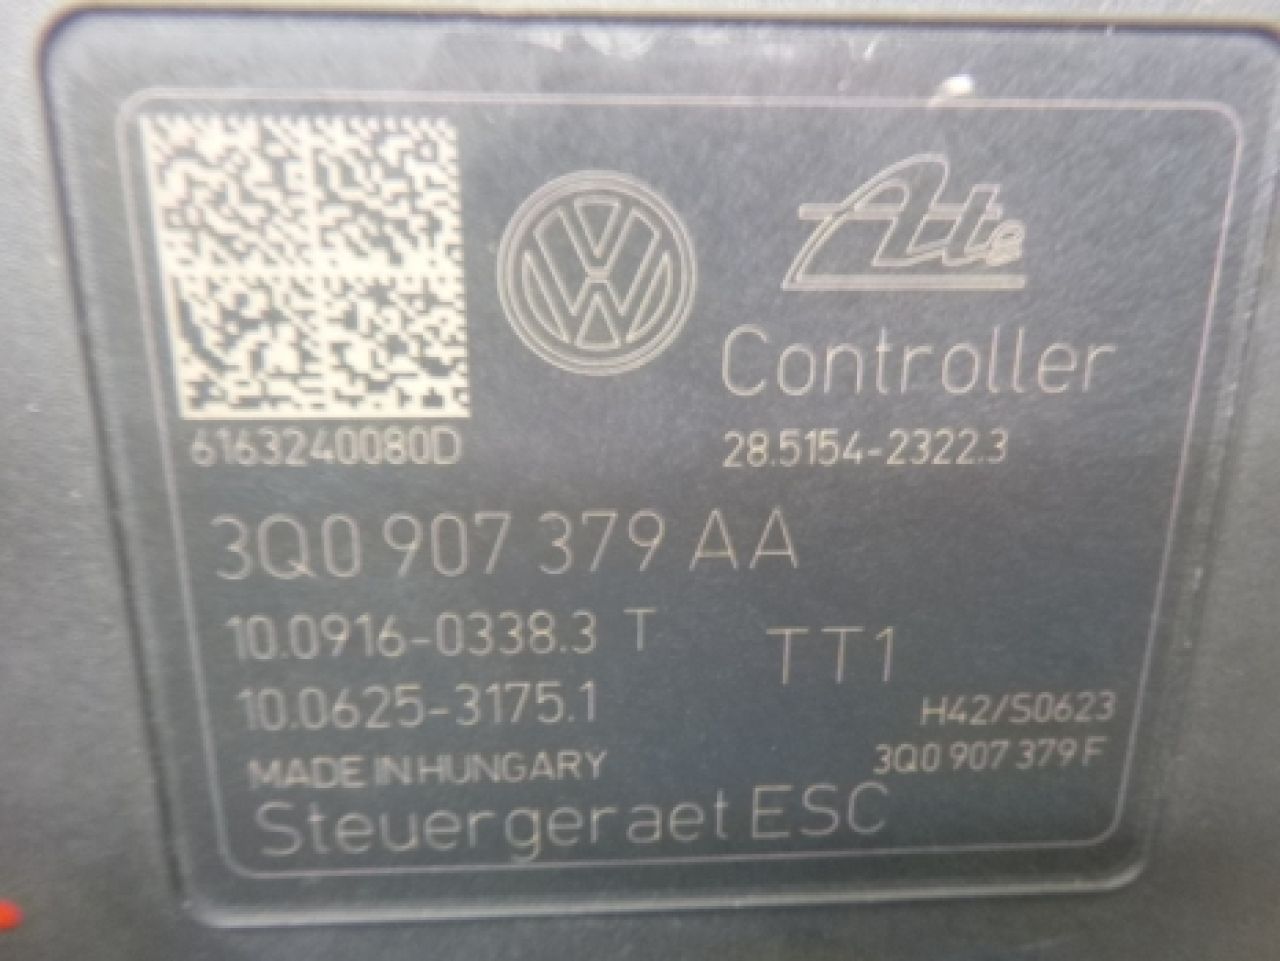 Ate
Controller
6163240080D
28.5154-2322.3
3Q0 907 379 AA
10.0916-0338.3 T
TT1
10.0625-3175.1
H42/S0623
MADE IN HUNGARY
3Q0 907 379 F
Steuergeraet ESC